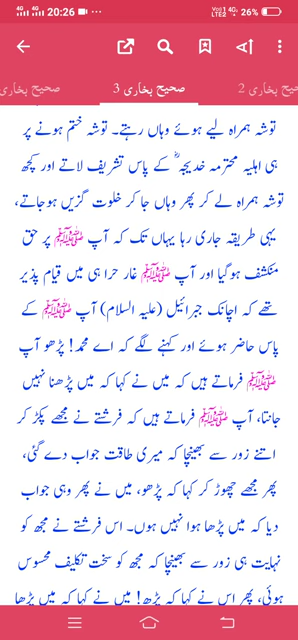 20:26
Vo) 1 4G LTE2
26%
صحیح بخاری 2
صحیح بخاری 3
صحیح بخاری
توشہ ہمراہ لیے ہوئے وہاں رہتے۔ توشہ ختم ہونے پر
ہی اہلیہ محترمہ خدیجہ ؓ کے پاس تشریف لاتے اور کچھ
توشہ ہمراہ لے کر پھر وہاں جا کر خلوت گزیں ہو جاتے،
یہی طریقہ جاری رہا یہاں تک کہ آپ ﷺ پر حق
منکشف ہو گیا اور آپ ﷺ غار حرا ہی میں قیام پذیر
تھے کہ اچانک جبرائیل (علیہ السلام) آپ ﷺ کے
پاس حاضر ہوئے اور کہنے لگے کہ اے محمد! پڑھو آپ
ﷺ فرماتے ہیں کہ میں نے کہا کہ میں پڑھنا نہیں
جانتا، آپ ﷺ فرماتے ہیں کہ فرشتے نے مجھے پکڑ کر
اتنے زور سے بھینچا کہ میری طاقت جواب دے گئی،
پھر مجھے چھوڑ کر کہا کہ پڑھو، میں نے پھر وہی جواب
دیا کہ میں پڑھا ہوا نہیں ہوں۔ اس فرشتے نے مجھ کو
نہایت ہی زور سے بھینچا کہ مجھ کو سخت تکلیف محسوس
ہوئی، پھر اس نے کہا کہ پڑھ! میں نے کہا کہ میں پڑھا